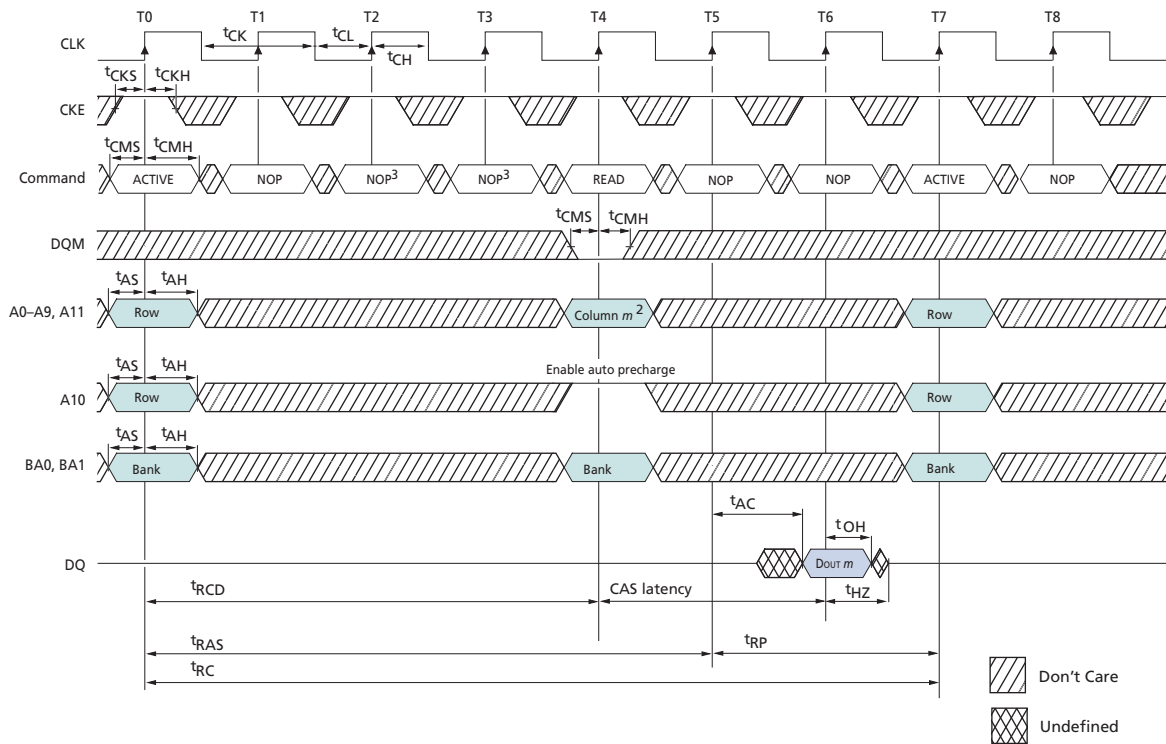 T0 T1 T2 T3 T4 T5 T6 T7 T8
CLK
tCK tCL
tCH
tCKS tCKH
CKE
tCMS tCMH
Command ACTIVE NOP NOP3 NOP3 READ NOP NOP ACTIVE NOP
tCMS tCMH
DQM
tAS tAH
A0–A9, A11 Row Column m 2 Row
Enable auto precharge
tAS tAH
A10 Row Row
tAS tAH
BA0, BA1 Bank Bank Bank
tAC
tOH
DQ DOUT m
tRCD CAS latency tHZ
tRAS tRP
tRC
Don't Care
Undefined